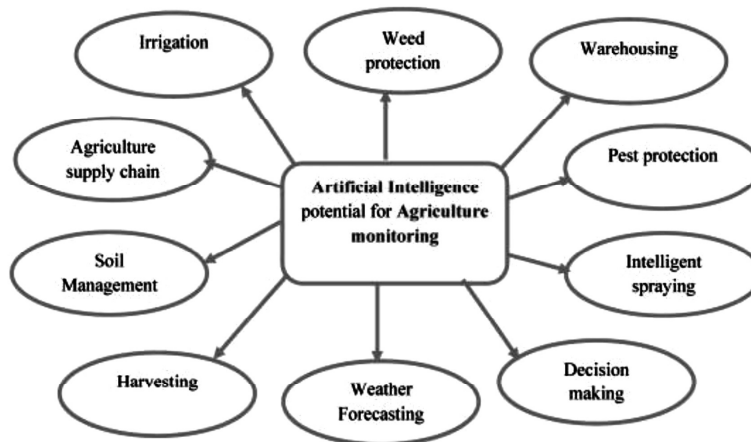 Irrigation
Weed
protection
Warehousing
Agriculture
supply chain
Artificial Intelligence
potential for Agriculture
monitoring
Pest protection
Soil
Management
Intelligent
spraying
Harvesting
Weather
Forecasting
Decision
making